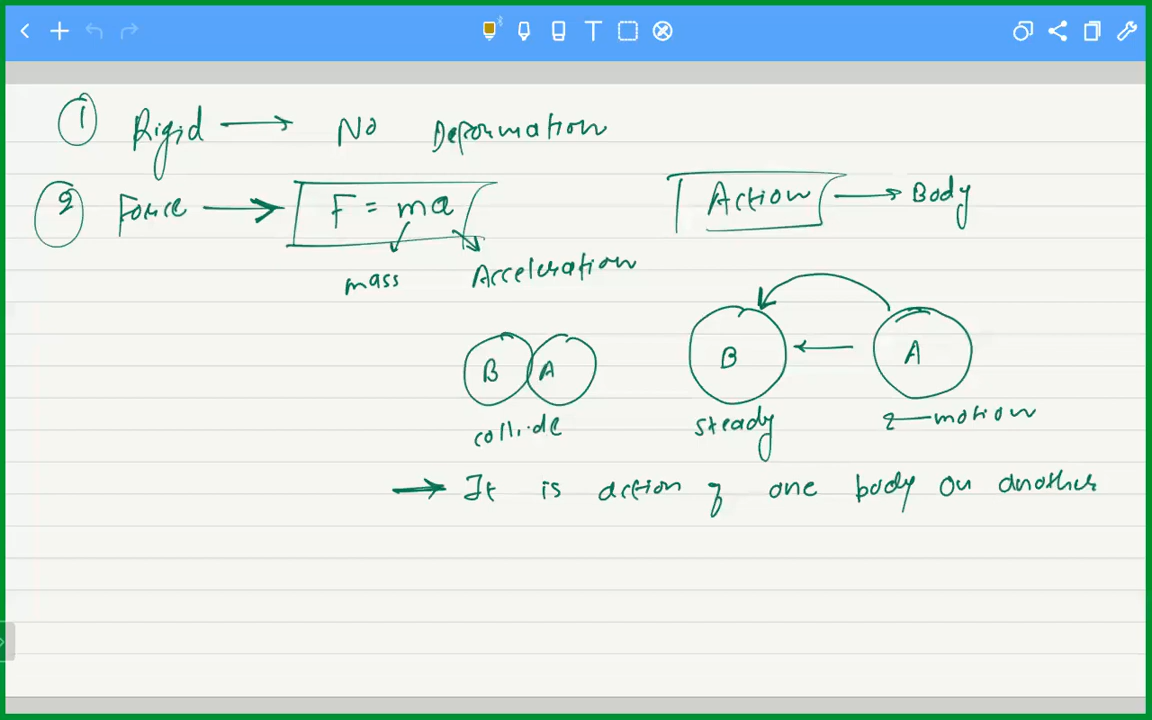 ① Rigid → No Deformation
② Force → F = ma Action → Body
mass Acceleration
B A B ← A
collide steady ← motion
→ It is action of one body on another